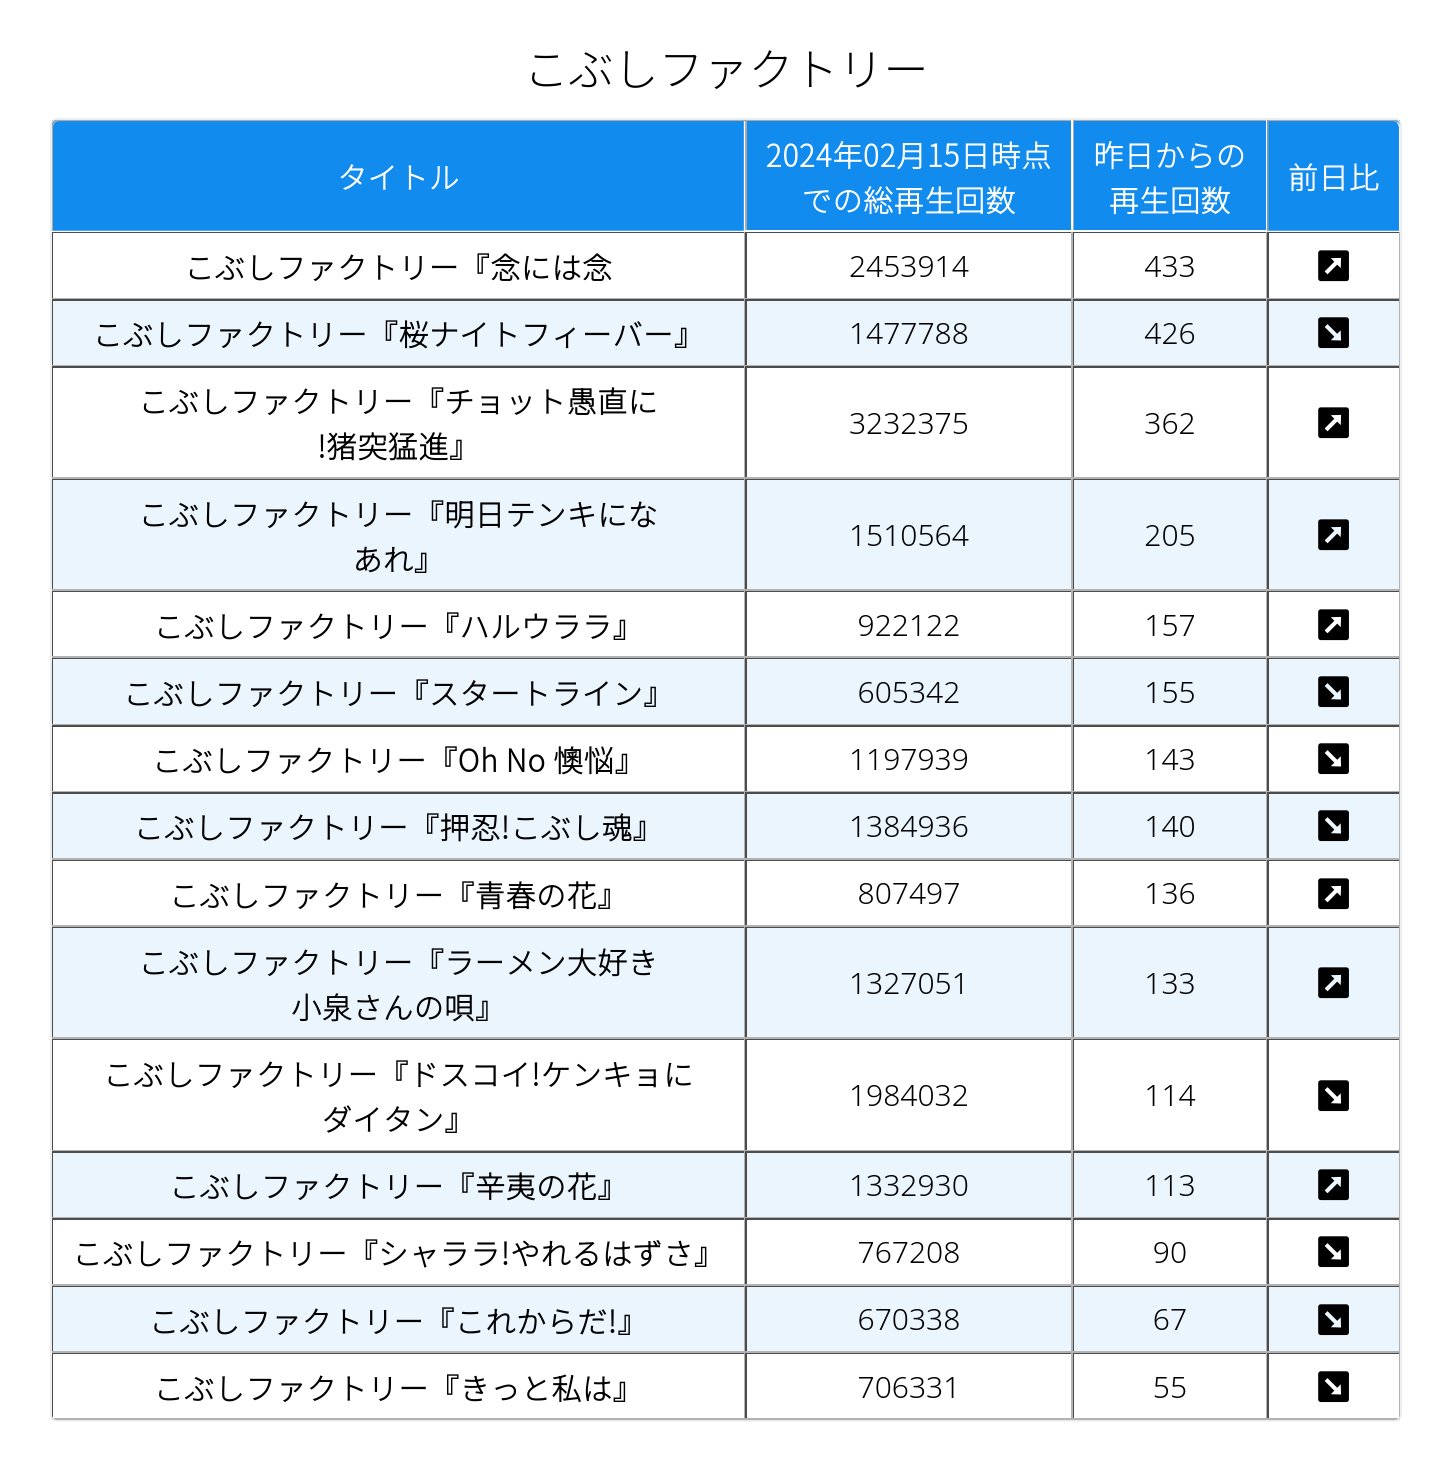 こぶしファクトリー
タイトル
2024年02月15日時点
での総再生回数
昨日からの
再生回数
前日比
こぶしファクトリー『念には念 2453914 433
こぶしファクトリー『桜ナイトフィーバー』 1477788 426
こぶしファクトリー『チョット愚直に
!猪突猛進』
3232375 362
こぶしファクトリー『明日テンキにな
あれ』
1510564 205
こぶしファクトリー『ハルウララ』 922122 157
こぶしファクトリー『スタートライン』 605342 155
こぶしファクトリー『Oh No 懊悩』 1197939 143
こぶしファクトリー『押忍!こぶし魂』 1384936 140
こぶしファクトリー『青春の花』 807497 136
こぶしファクトリー『ラーメン大好き
小泉さんの唄』
1327051 133
こぶしファクトリー『ドスコイ!ケンキョに
ダイタン』
1984032 114
こぶしファクトリー『辛夷の花』 1332930 113
こぶしファクトリー『シャララ!やれるはずさ』 767208 90
こぶしファクトリー『これからだ!』 670338 67
こぶしファクトリー『きっと私は』 706331 55